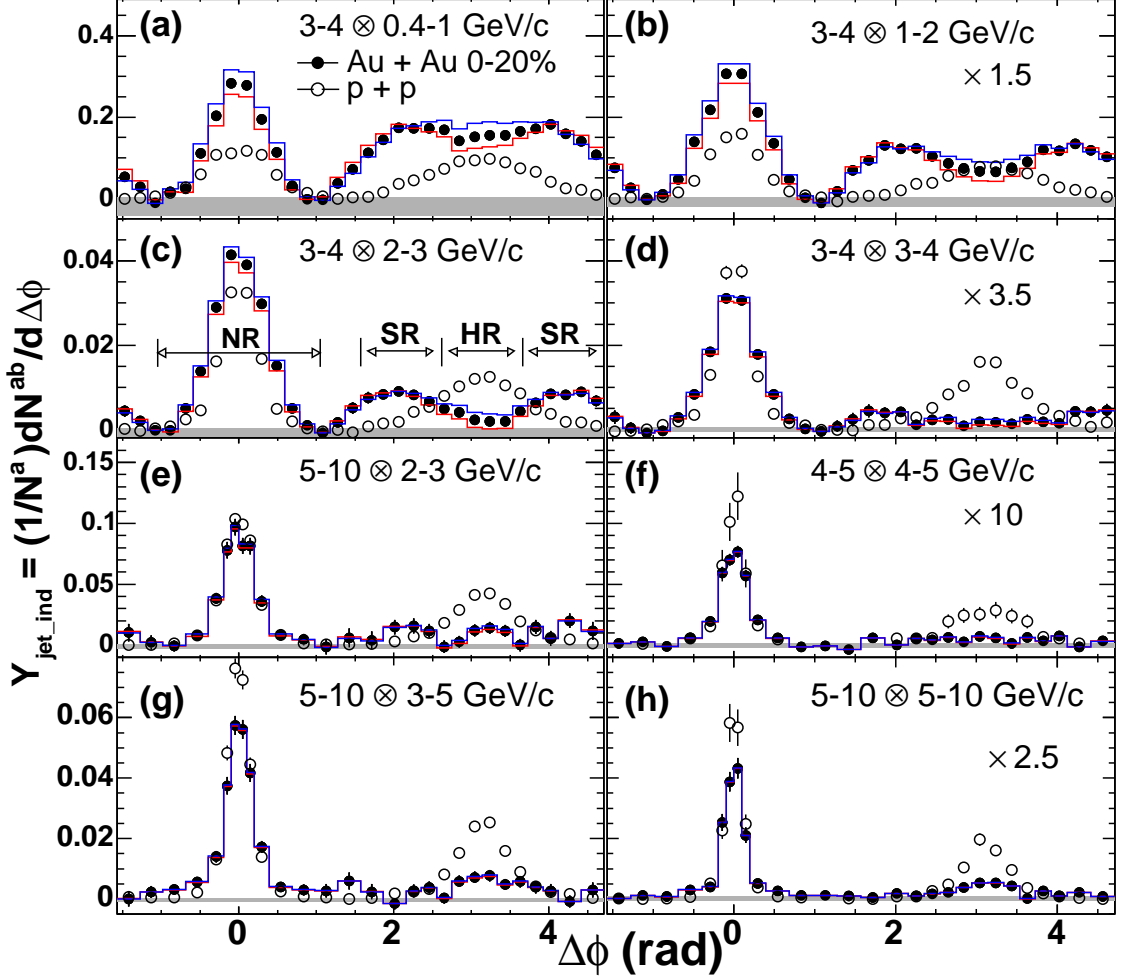 (a) 3-4 ⊗ 0.4-1 GeV/c
Au + Au 0-20%
p + p
(b) 3-4 ⊗ 1-2 GeV/c
× 1.5
0.4
0.2
0
(c) 3-4 ⊗ 2-3 GeV/c
NR
SR
HR
SR
(d) 3-4 ⊗ 3-4 GeV/c
× 3.5
0.04
0.02
0
(e) 5-10 ⊗ 2-3 GeV/c
(f) 4-5 ⊗ 4-5 GeV/c
× 10
0.15
0.1
0.05
0
(g) 5-10 ⊗ 3-5 GeV/c
(h) 5-10 ⊗ 5-10 GeV/c
× 2.5
0.06
0.04
0.02
0
0 2 4
0 2 4
Δϕ (rad)
Y_jet_ind = (1/N^a)dN^ab/d Δϕ